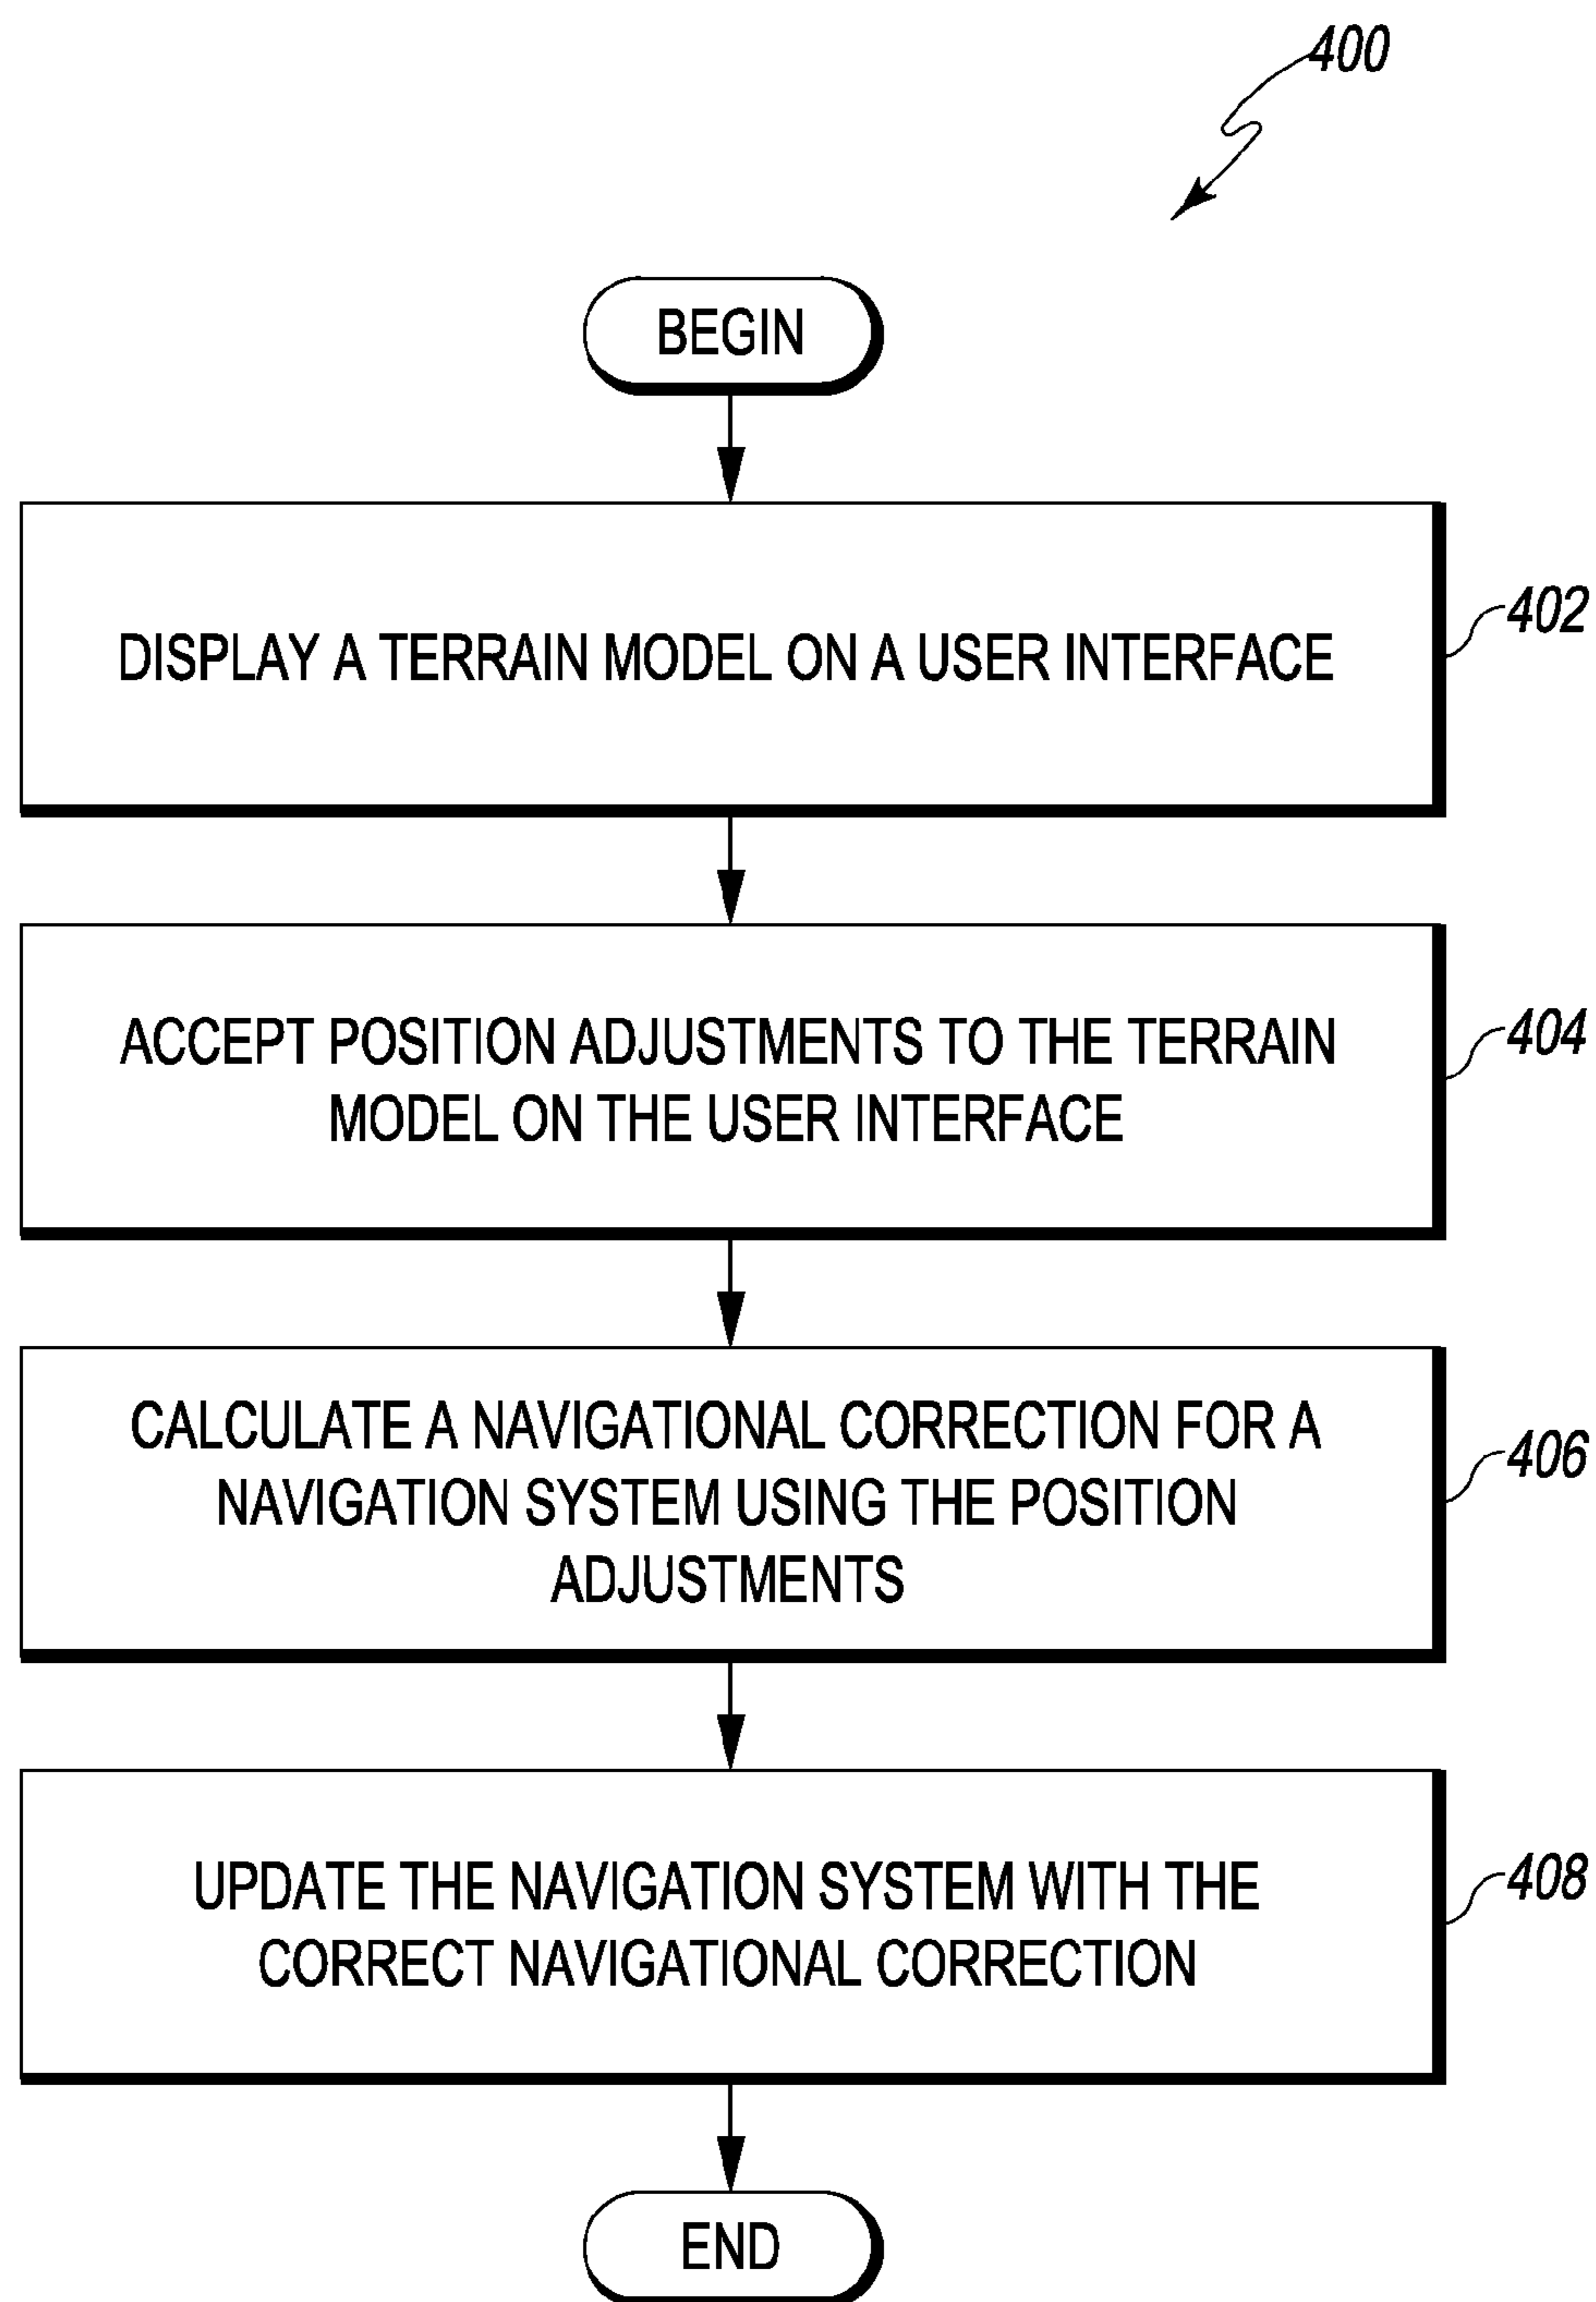 400
BEGIN
DISPLAY A TERRAIN MODEL ON A USER INTERFACE
402
ACCEPT POSITION ADJUSTMENTS TO THE TERRAIN
MODEL ON THE USER INTERFACE
404
CALCULATE A NAVIGATIONAL CORRECTION FOR A
NAVIGATION SYSTEM USING THE POSITION
ADJUSTMENTS
406
UPDATE THE NAVIGATION SYSTEM WITH THE
CORRECT NAVIGATIONAL CORRECTION
408
END